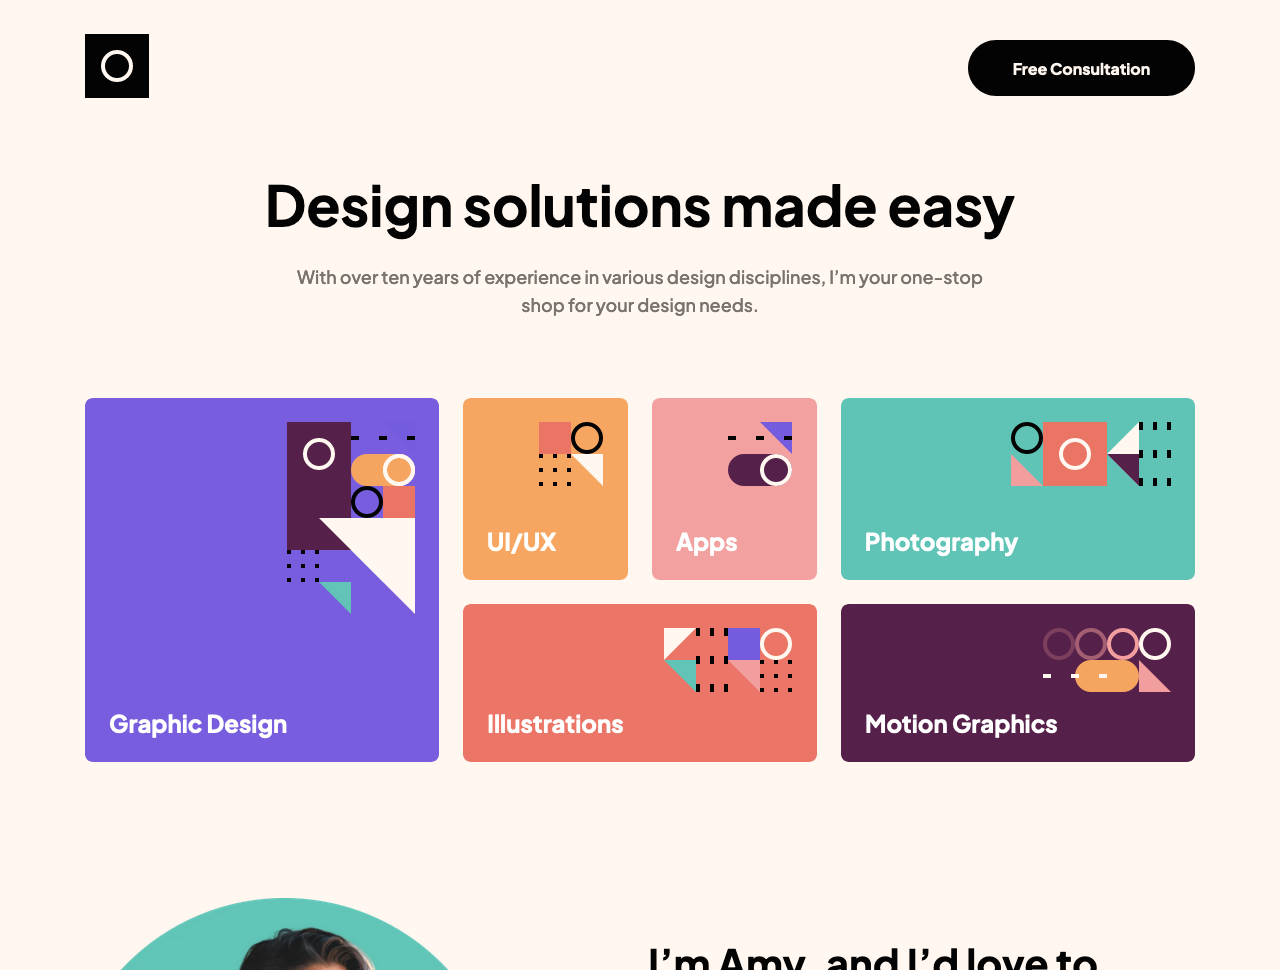 Free Consultation
Design solutions made easy
With over ten years of experience in various design disciplines, I’m your one-stop
shop for your design needs.
Graphic Design
UI/UX
Apps
Photography
Illustrations
Motion Graphics
I’m Amy, and I’d love to